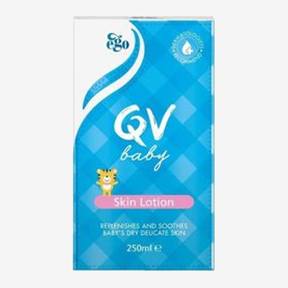 ego
QV
baby
Skin Lotion
REPLENISHES AND SOOTHES
BABY'S DRY DELICATE SKIN
250ml ℮